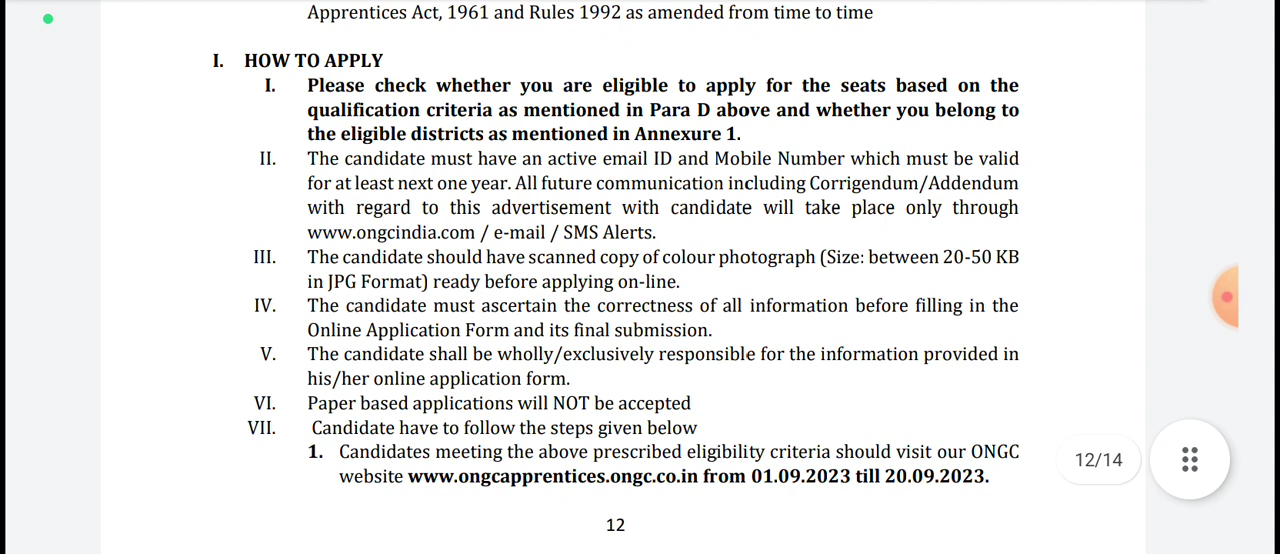 Apprentices Act, 1961 and Rules 1992 as amended from time to time
I. HOW TO APPLY
I. Please check whether you are eligible to apply for the seats based on the
qualification criteria as mentioned in Para D above and whether you belong to
the eligible districts as mentioned in Annexure 1.
II. The candidate must have an active email ID and Mobile Number which must be valid
for at least next one year. All future communication including Corrigendum/Addendum
with regard to this advertisement with candidate will take place only through
www.ongcindia.com / e-mail / SMS Alerts.
III. The candidate should have scanned copy of colour photograph (Size: between 20-50 KB
in JPG Format) ready before applying on-line.
IV. The candidate must ascertain the correctness of all information before filling in the
Online Application Form and its final submission.
V. The candidate shall be wholly/exclusively responsible for the information provided in
his/her online application form.
VI. Paper based applications will NOT be accepted
VII. Candidate have to follow the steps given below
1. Candidates meeting the above prescribed eligibility criteria should visit our ONGC
website www.ongcapprentices.ongc.co.in from 01.09.2023 till 20.09.2023.
12/14
12